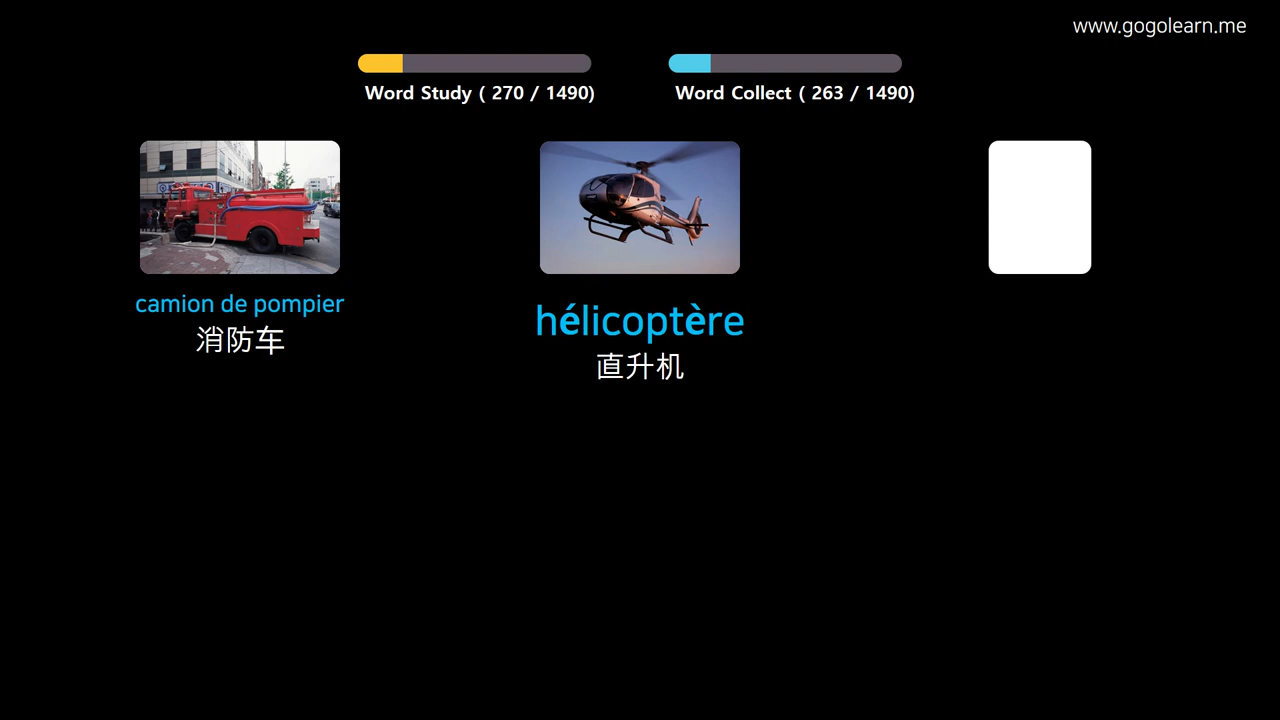 www.gogolearn.me
Word Study ( 270 / 1490)
Word Collect ( 263 / 1490)
camion de pompier
消防车
hélicoptère
直升机